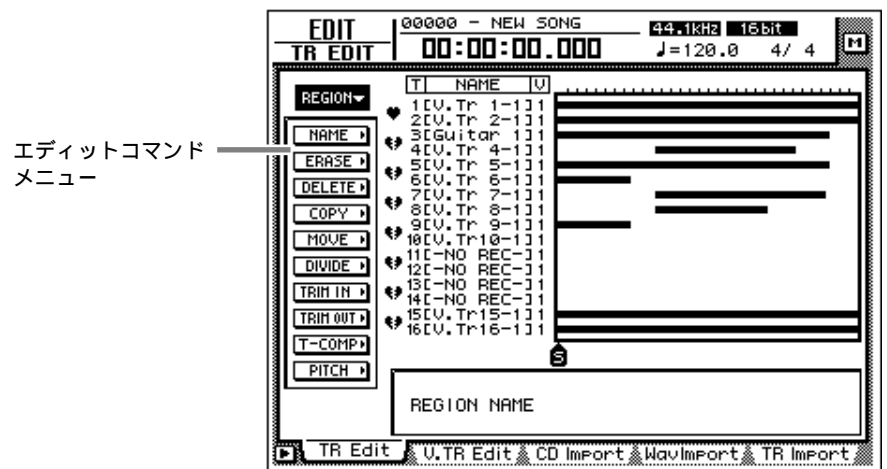 EDIT
TR EDIT
00000 - NEW SONG
00:00:00.000
44.1kHz 16bit
♩=120.0 4/ 4
M
エディットコマンド
メニュー
REGION
NAME
ERASE
DELETE
COPY
MOVE
DIVIDE
TRIM IN
TRIM OUT
T-COMP
PITCH
T NAME V
1[V.Tr 1-1]1
2[V.Tr 2-1]1
3[Guitar 1]1
4[V.Tr 4-1]1
5[V.Tr 5-1]1
6[V.Tr 6-1]1
7[V.Tr 7-1]1
8[V.Tr 8-1]1
9[V.Tr 9-1]1
10[V.Tr10-1]1
11[-NO REC-]1
12[-NO REC-]1
13[-NO REC-]1
14[-NO REC-]1
15[V.Tr15-1]1
16[V.Tr16-1]1
S
REGION NAME
TR Edit V.TR Edit CD Import WavImport TR Import